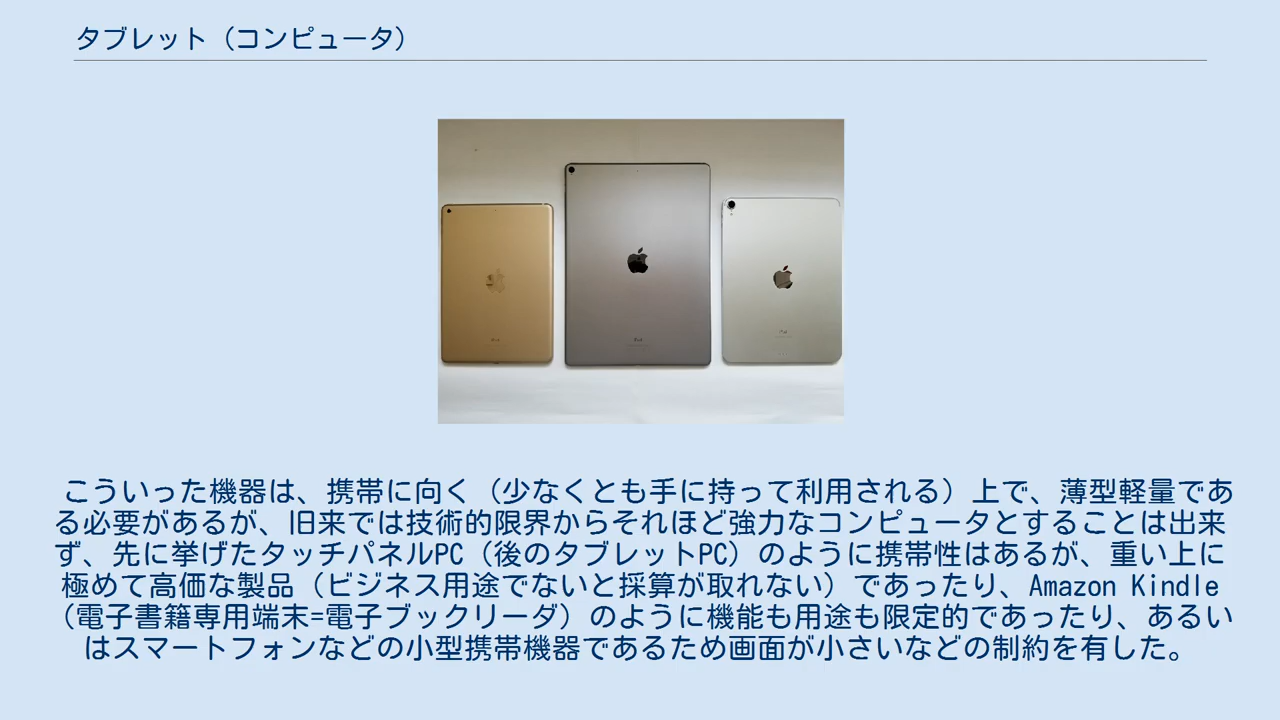 タブレット（コンピュータ）
iPad
iPad
こういった機器は、携帯に向く（少なくとも手に持って利用される）上で、薄型軽量であ
る必要があるが、旧来では技術的限界からそれほど強力なコンピュータとすることは出来
ず、先に挙げたタッチパネルPC（後のタブレットPC）のように携帯性はあるが、重い上に
極めて高価な製品（ビジネス用途でないと採算が取れない）であったり、Amazon Kindle
（電子書籍専用端末=電子ブックリーダ）のように機能も用途も限定的であったり、あるい
はスマートフォンなどの小型携帯機器であるため画面が小さいなどの制約を有した。